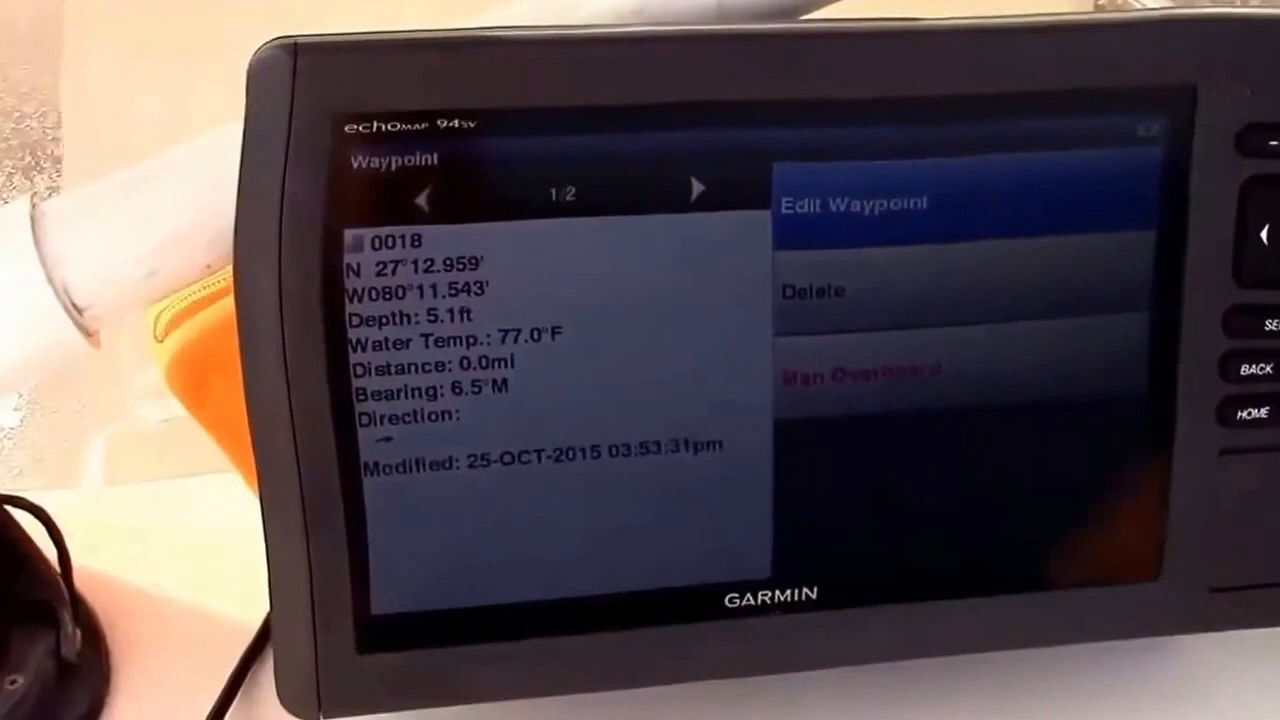 echoMAP 94sv
Waypoint
1/2
0018
N 27°12.959'
W080°11.543'
Depth: 5.1ft
Water Temp.: 77.0°F
Distance: 0.0mi
Bearing: 6.5°M
Direction:
Modified: 25-OCT-2015 03:53:31pm
Edit Waypoint
Delete
Man Overboard
BACK
HOME
GARMIN